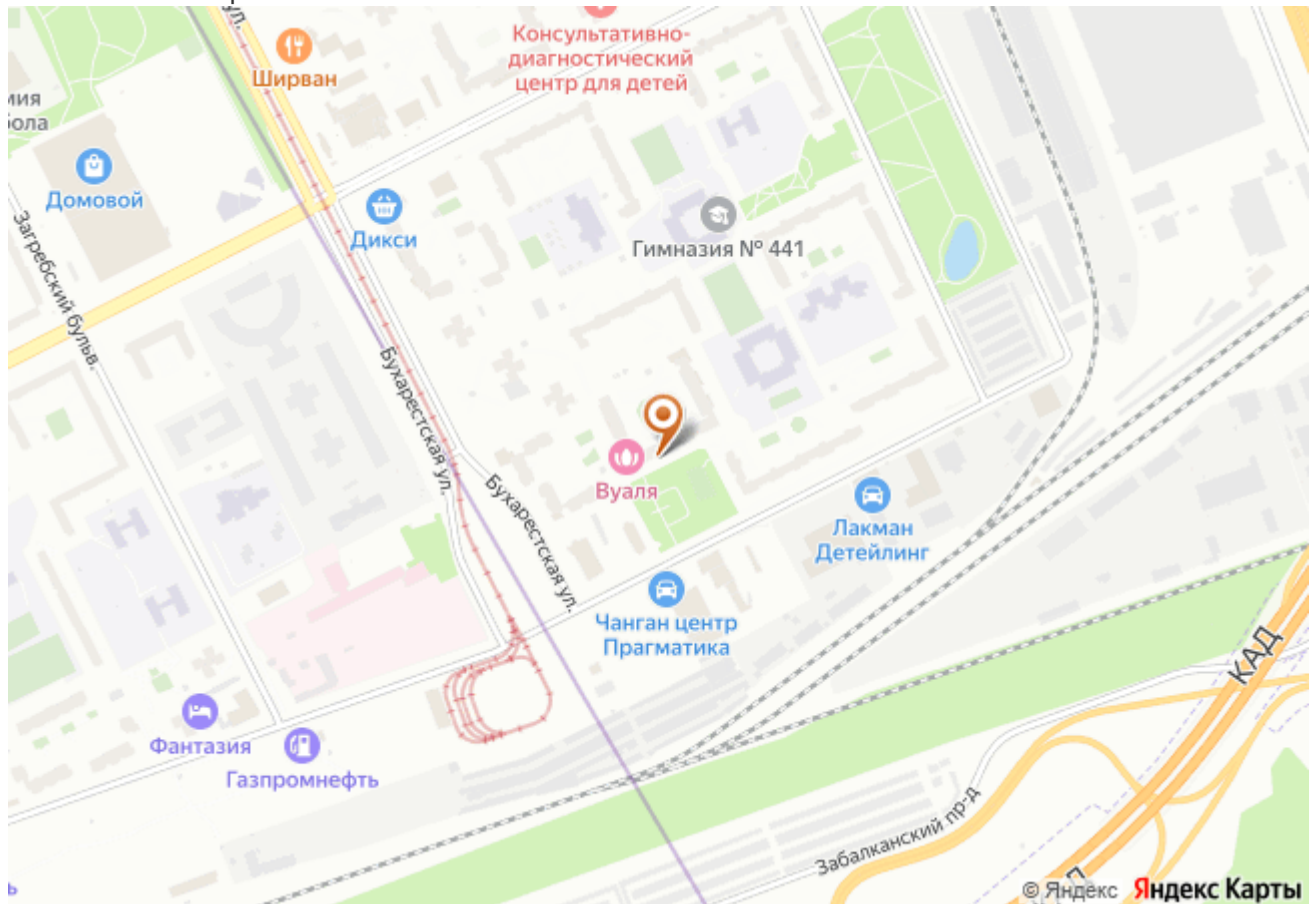 ул.
Консультативно-
диагностический
центр для детей
Ширван
мия
бола
Домовой
Дикси
Гимназия № 441
Загребский бульв.
Бухарестская ул.
Бухарестская ул.
Вуаля
Лакман
Детейлинг
Чанган центр
Прагматика
КАД
Фантазия
Газпромнефть
Забалканский пр-д
ь
© Яндекс Яндекс Карты